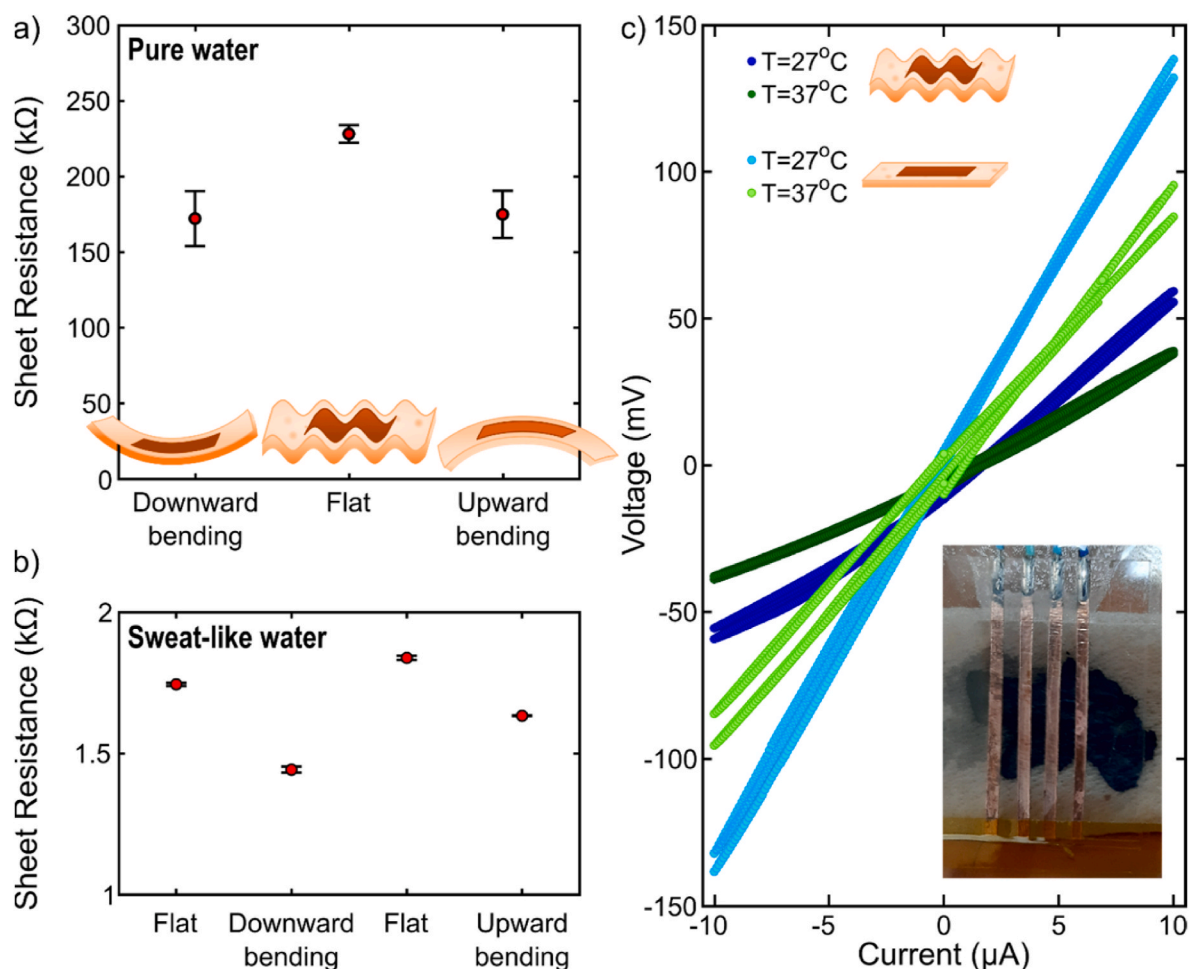 a)
Pure water
Sheet Resistance (kΩ)
300
250
200
150
100
50
0
Downward
bending
Flat
Upward
bending
b)
Sweat-like water
Sheet Resistance (kΩ)
2
1.5
1
Flat
Downward
bending
Flat
Upward
bending
c)
T=27°C
T=37°C
T=27°C
T=37°C
Voltage (mV)
150
100
50
0
-50
-100
-150
-10
-5
0
5
10
Current (µA)